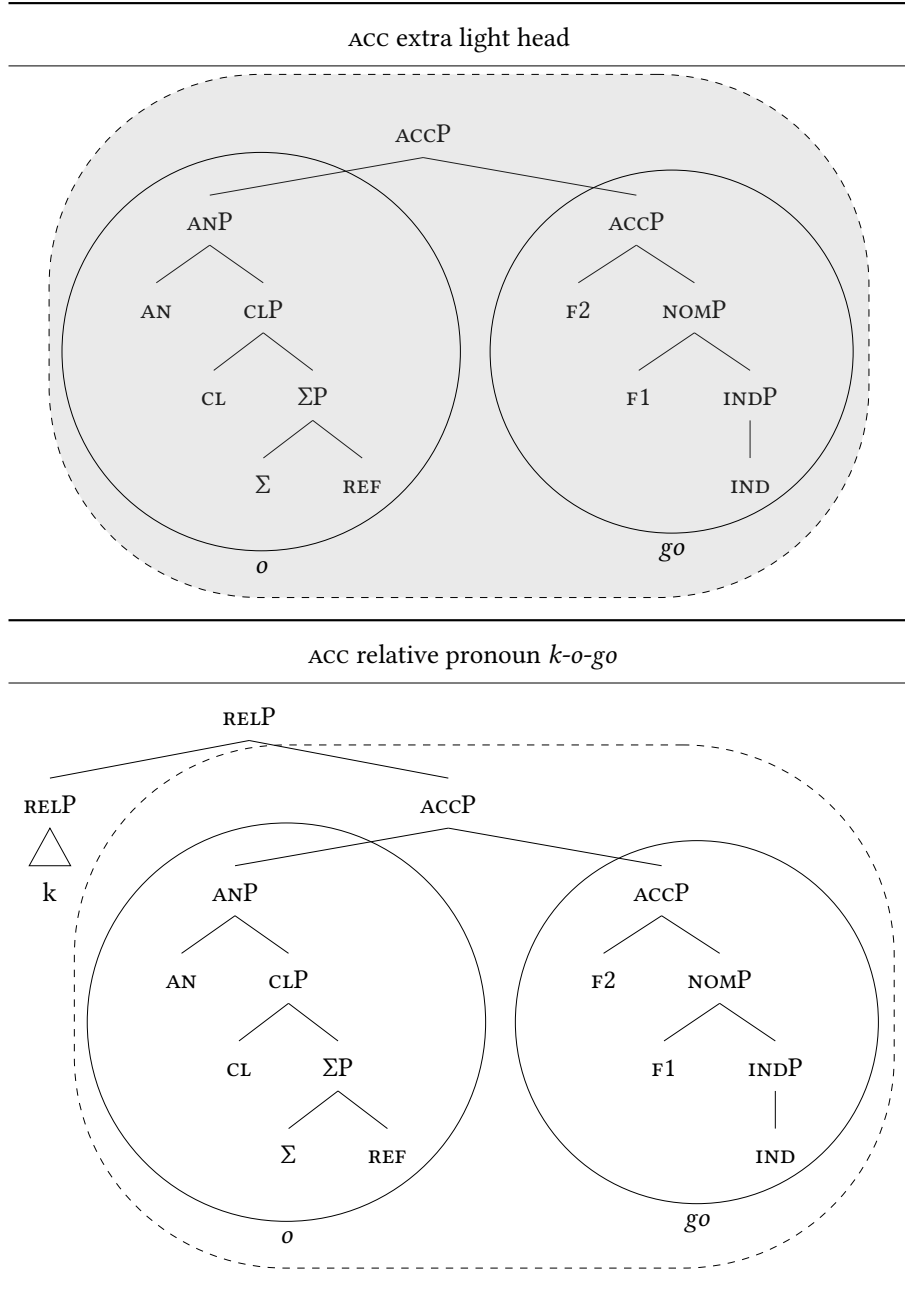 ACC extra light head
ACCP
ANP ACCP
AN CLP F2 NOMP
CL ΣP F1 INDP
Σ REF IND
o go
ACC relative pronoun k-o-go
RELP
RELP ACCP
k
ANP ACCP
AN CLP F2 NOMP
CL ΣP F1 INDP
Σ REF IND
o go